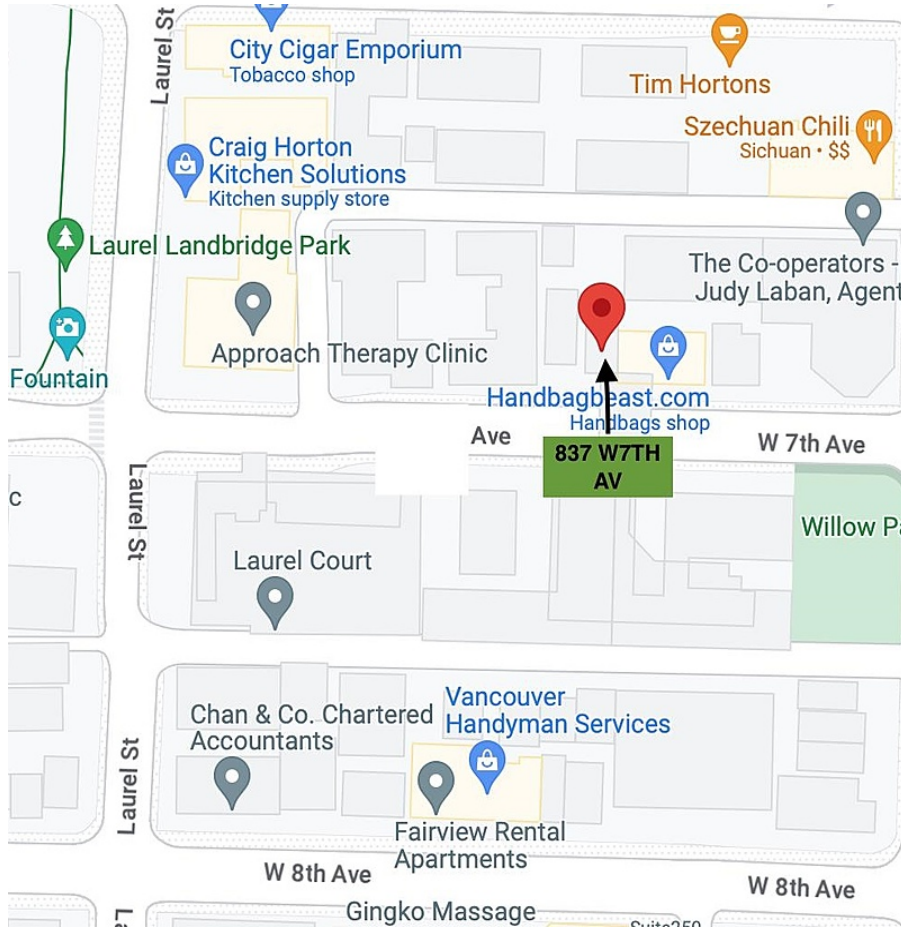 Laurel St
City Cigar Emporium
Tobacco shop
Tim Hortons
Szechuan Chili
Sichuan • $$
Craig Horton
Kitchen Solutions
Kitchen supply store
Laurel Landbridge Park
The Co-operators -
Judy Laban, Agent
Approach Therapy Clinic
Fountain
Handbagbeast.com
Handbags shop
Ave
W 7th Ave
837 W7TH
AV
c
Laurel St
Willow Pa
Laurel Court
Vancouver
Handyman Services
Chan & Co. Chartered
Accountants
Laurel St
Fairview Rental
Apartments
W 8th Ave
W 8th Ave
Gingko Massage
La